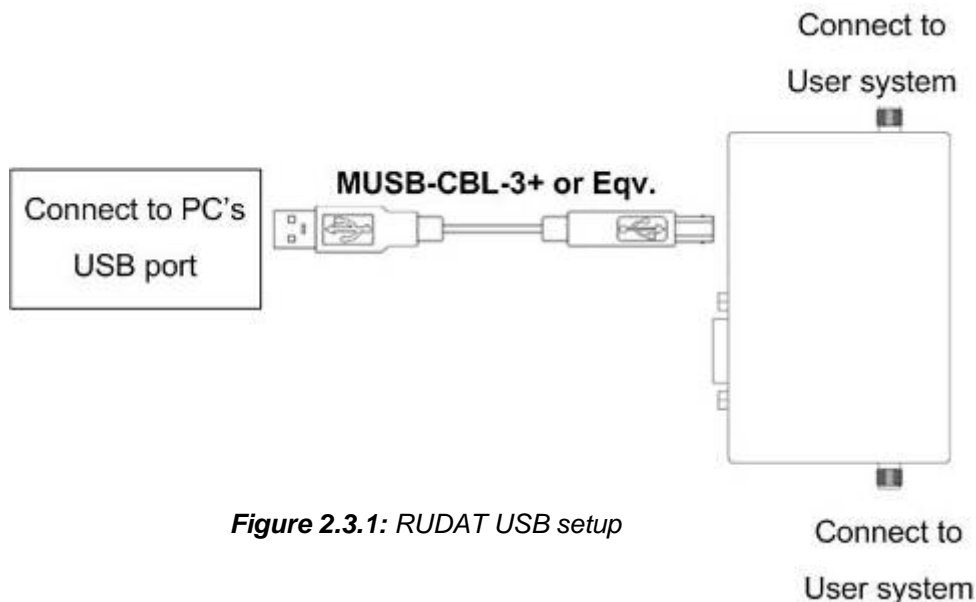 Connect to
User system
MUSB-CBL-3+ or Eqv.
Connect to PC's
USB port
Figure 2.3.1: RUDAT USB setup
Connect to
User system